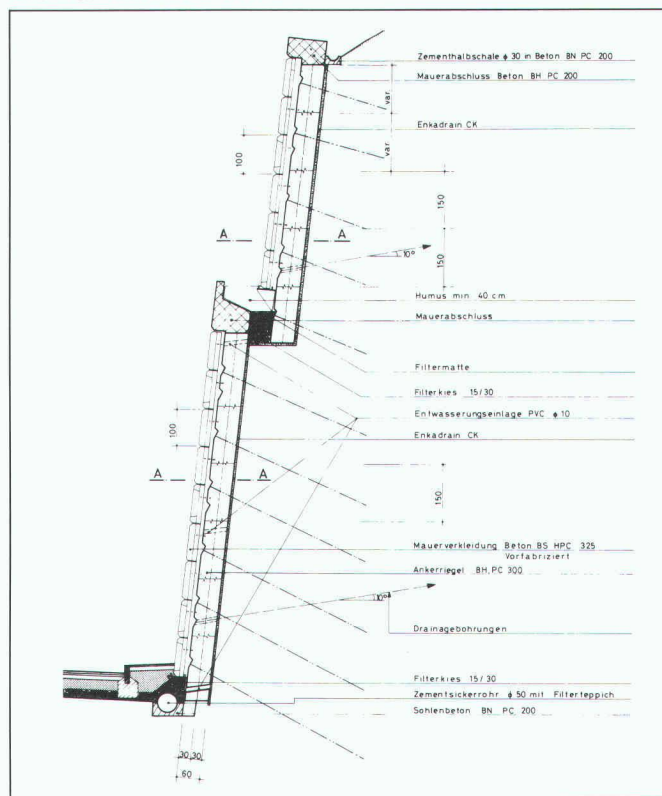 Zementhalbschale ϕ 30 in Beton BN PC 200
Mauerabschluss Beton BH PC 200
var.
Enkadrain CK
var.
100
150
A A
150
10°
Humus min 40 cm
Mauerabschluss
Filtermatte
Filterkies 15/30
Entwässerungseinlage PVC ϕ 10
100
Enkadrain CK
A A
150
Mauerverkleidung Beton BS HPC 325
Vorfabriziert
Ankerriegel BH, PC 300
10°
Drainagebohrungen
Filterkies 15/30
Zementsickerrohr ϕ 50 mit Filterteppich
Sohlenbeton BN PC 200
30 30
60